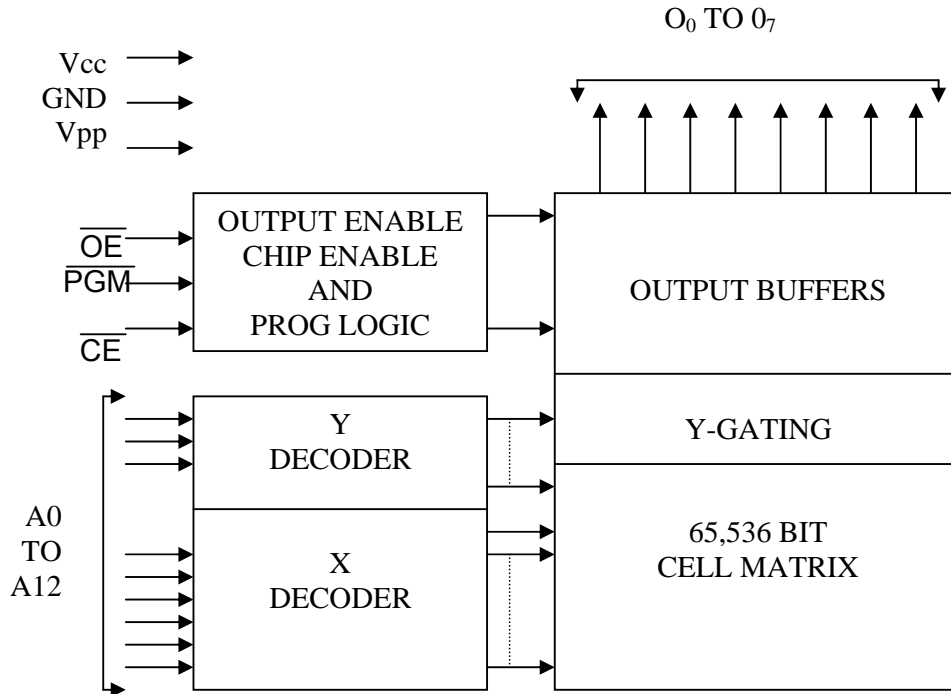 O₀ TO 0₇
Vcc
GND
Vpp
OE
PGM
CE
OUTPUT ENABLE
CHIP ENABLE
AND
PROG LOGIC
OUTPUT BUFFERS
Y
DECODER
Y-GATING
A0
TO
A12
X
DECODER
65,536 BIT
CELL MATRIX